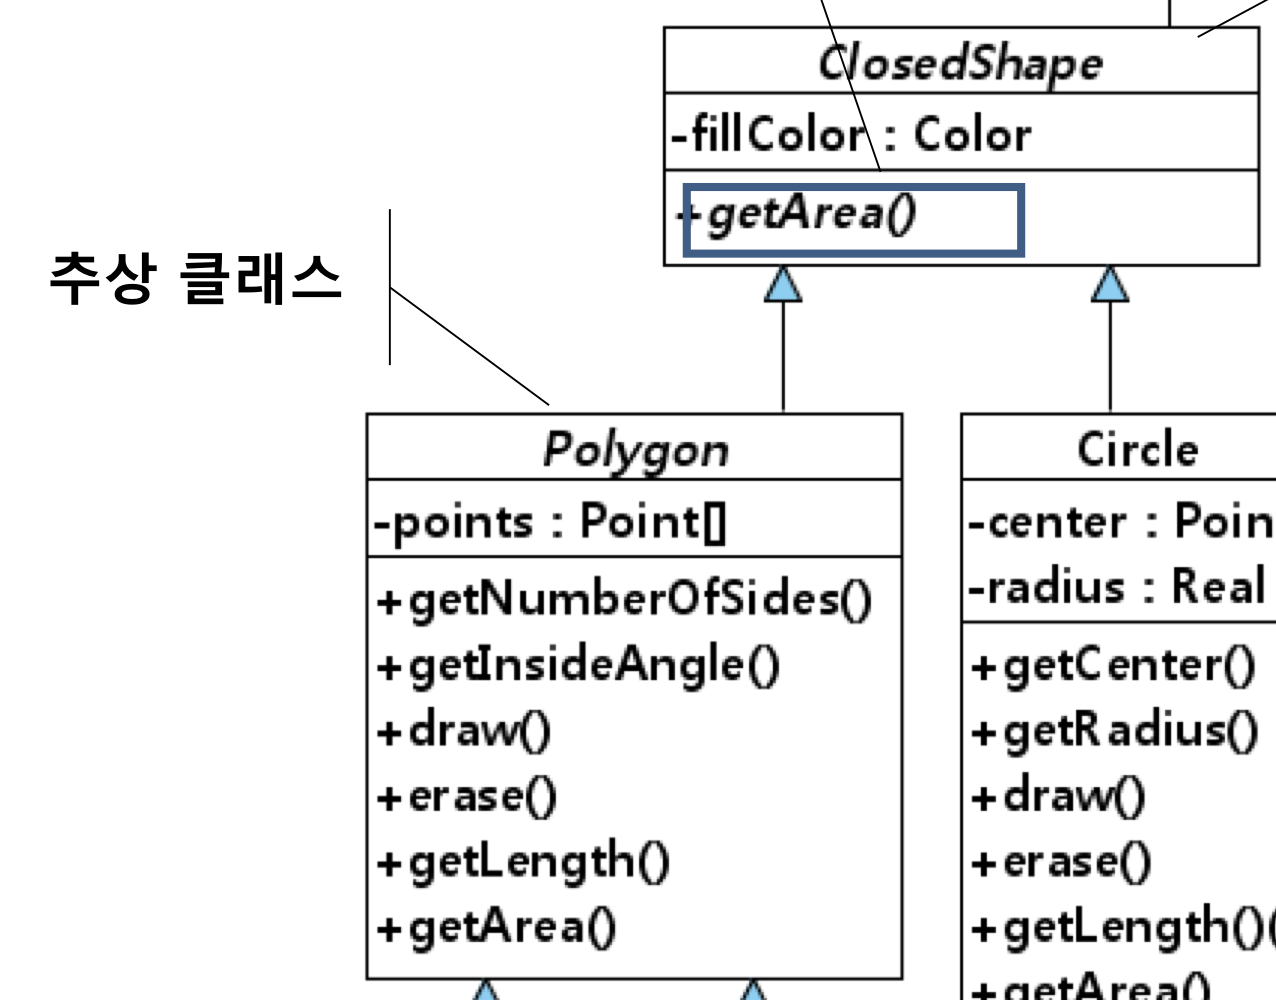 ClosedShape
-fillColor : Color
+getArea()
추상 클래스
Polygon
-points : Point[]
+getNumberOfSides()
+getInsideAngle()
+draw()
+erase()
+getLength()
+getArea()
Circle
-center : Poin
-radius : Real
+getCenter()
+getRadius()
+draw()
+erase()
+getLength()(
+getArea()